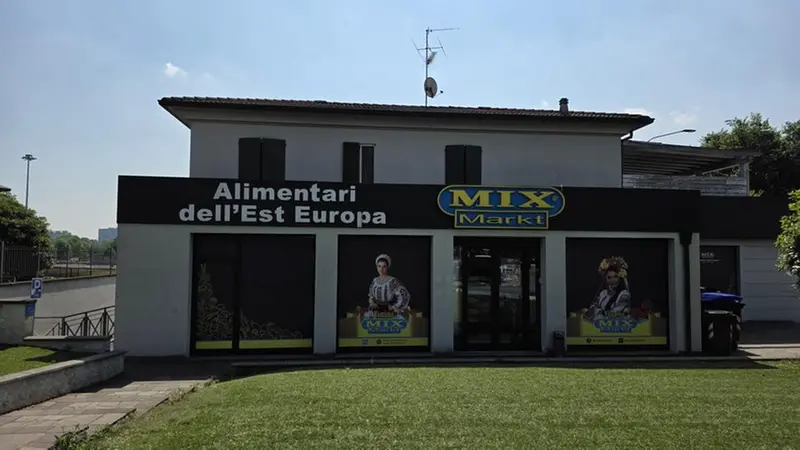 Alimentari
dell'Est Europa
MIX
Markt
MIX
MIX
P